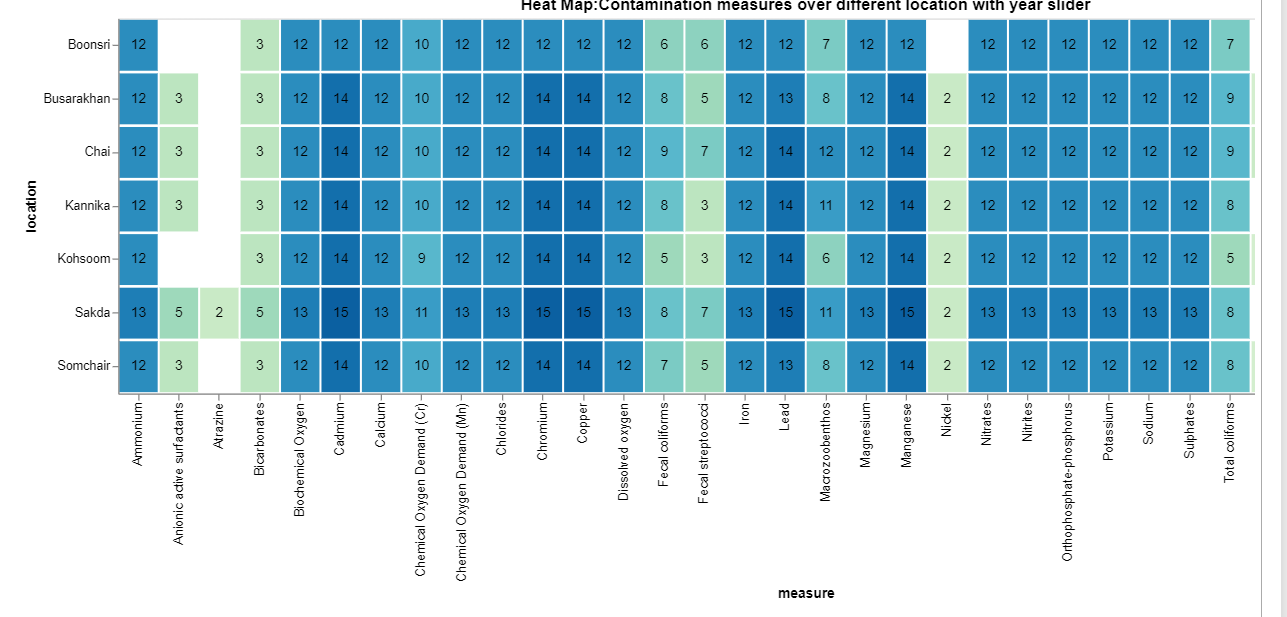 Heat Map:Contamination measures over different location with year slider
location
Boonsri 12 3 12 12 12 10 12 12 12 12 12 6 6 12 12 7 12 12 12 12 12 12 12 12 7
Busarakhan 12 3 3 12 14 12 10 12 12 14 14 12 8 5 12 13 8 12 14 2 12 12 12 12 12 12 9
Chai 12 3 3 12 14 12 10 12 12 14 14 12 9 7 12 14 12 12 14 2 12 12 12 12 12 12 9
Kannika 12 3 3 12 14 12 10 12 12 14 14 12 8 3 12 14 11 12 14 2 12 12 12 12 12 12 8
Kohsoom 12 3 12 14 12 9 12 12 14 14 12 5 3 12 14 6 12 14 2 12 12 12 12 12 12 5
Sakda 13 5 2 5 13 15 13 11 13 13 15 15 13 8 7 13 15 11 13 15 2 13 13 13 13 13 13 8
Somchair 12 3 3 12 14 12 10 12 12 14 14 12 7 5 12 13 8 12 14 2 12 12 12 12 12 12 8
Ammonium
Anionic active surfactants
Atrazine
Bicarbonates
Biochemical Oxygen
Cadmium
Calcium
Chemical Oxygen Demand (Cr)
Chemical Oxygen Demand (Mn)
Chlorides
Chromium
Copper
Dissolved oxygen
Fecal coliforms
Fecal streptococci
Iron
Lead
Macrozoobenthos
Magnesium
Manganese
Nickel
Nitrates
Nitrites
Orthophosphate-phosphorus
Potassium
Sodium
Sulphates
Total coliforms
measure